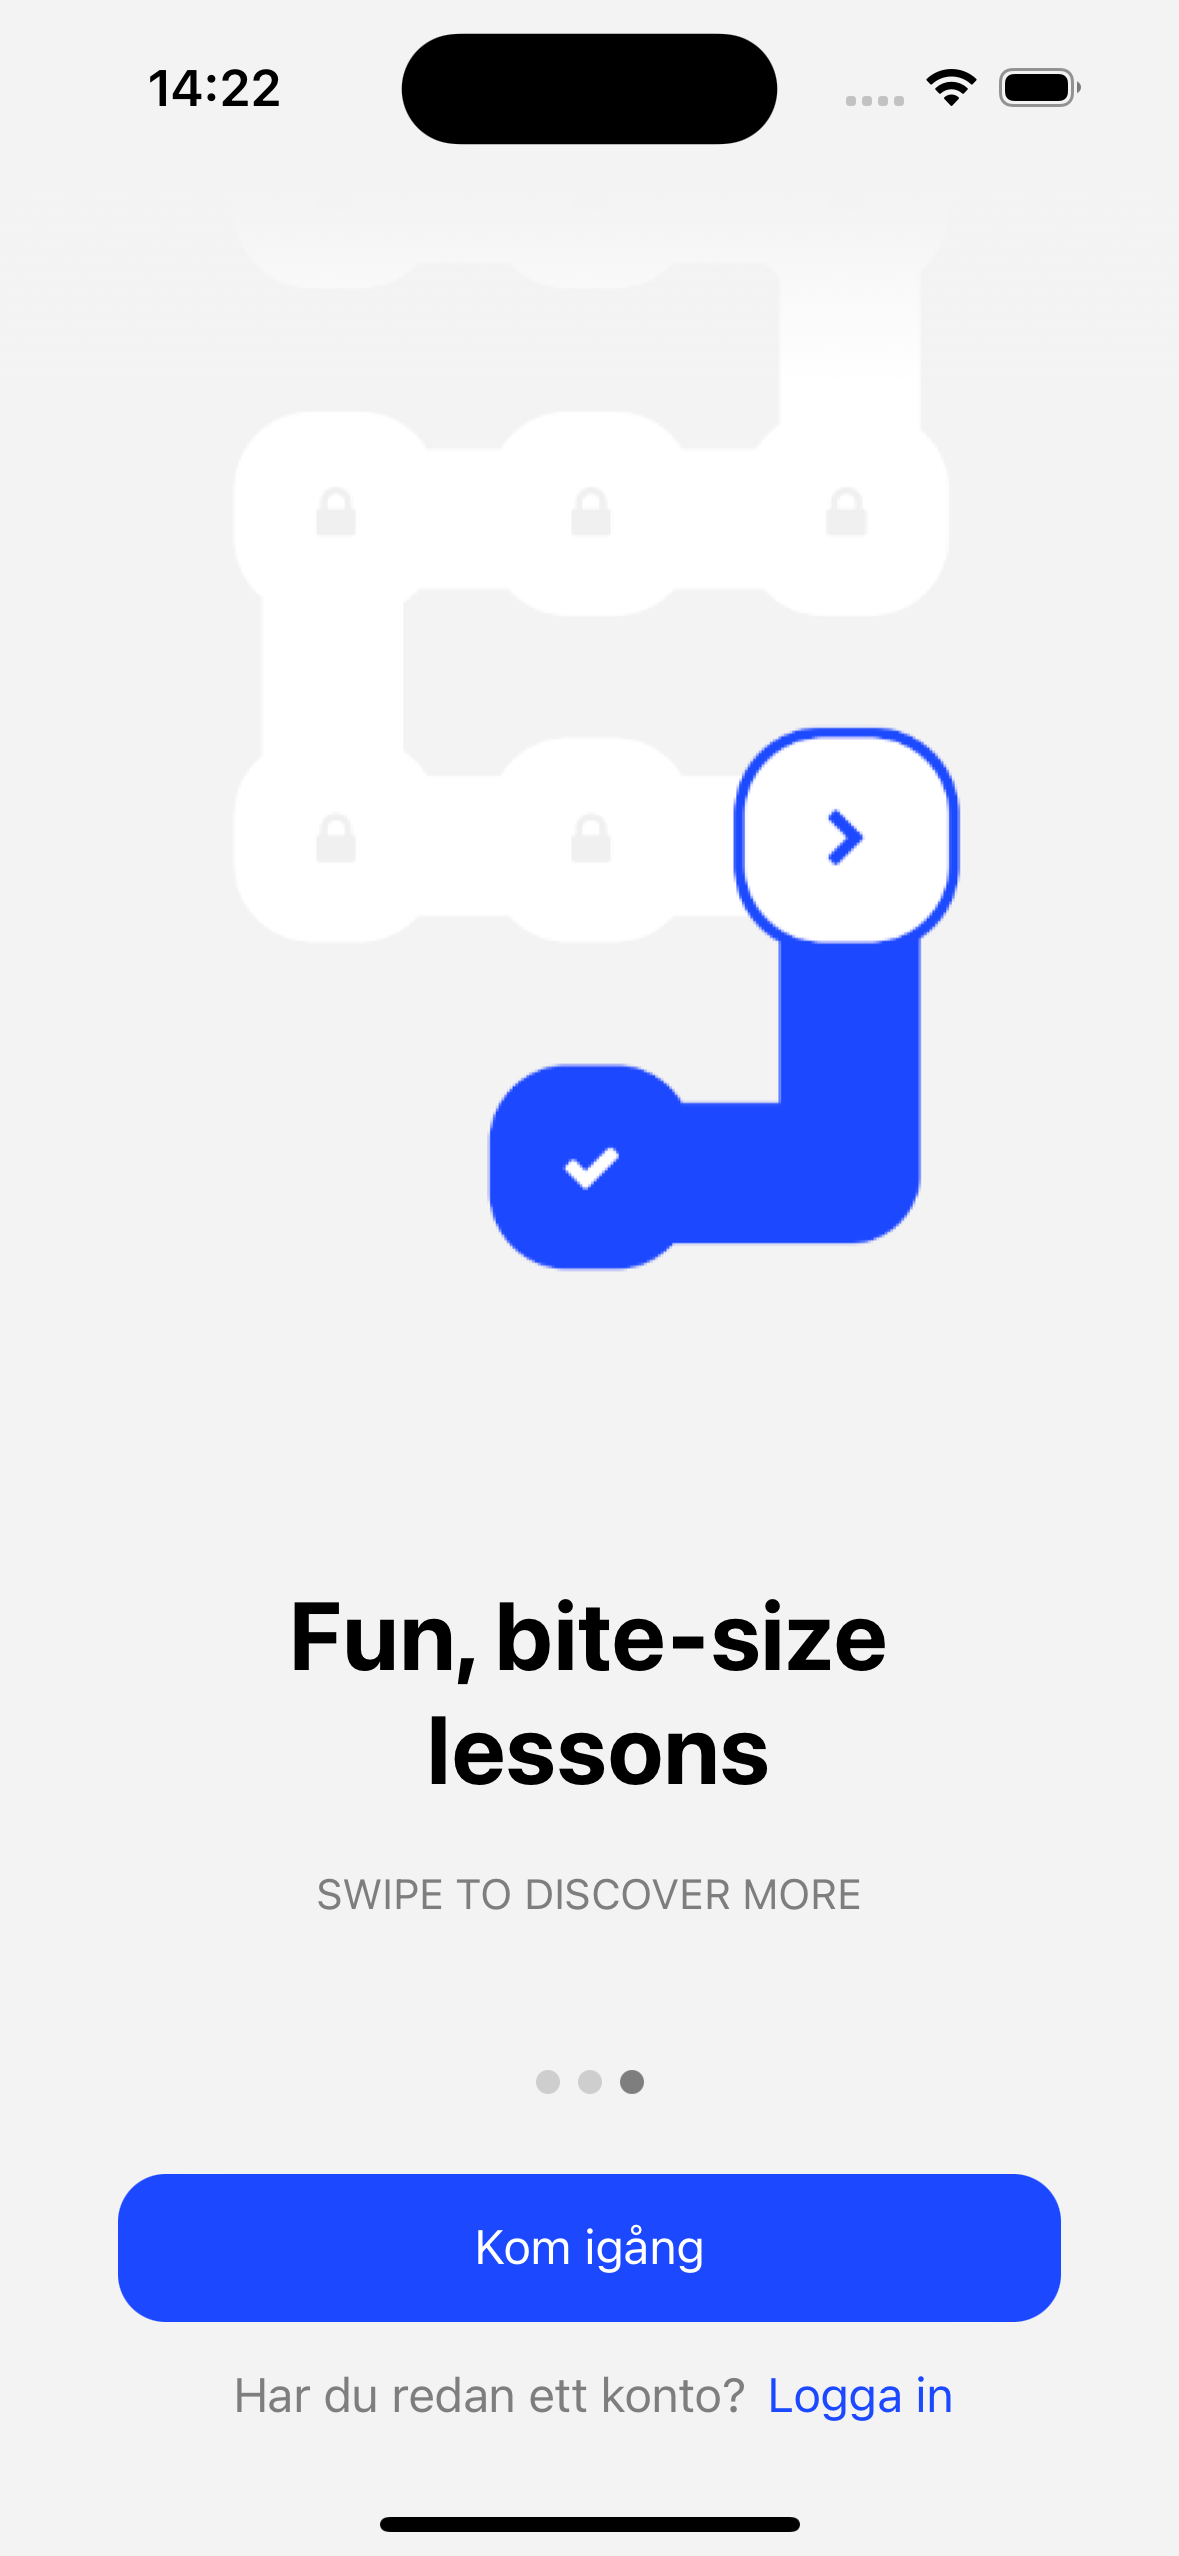 14:22
Fun, bite-size
lessons
SWIPE TO DISCOVER MORE
Kom igång
Har du redan ett konto? Logga in